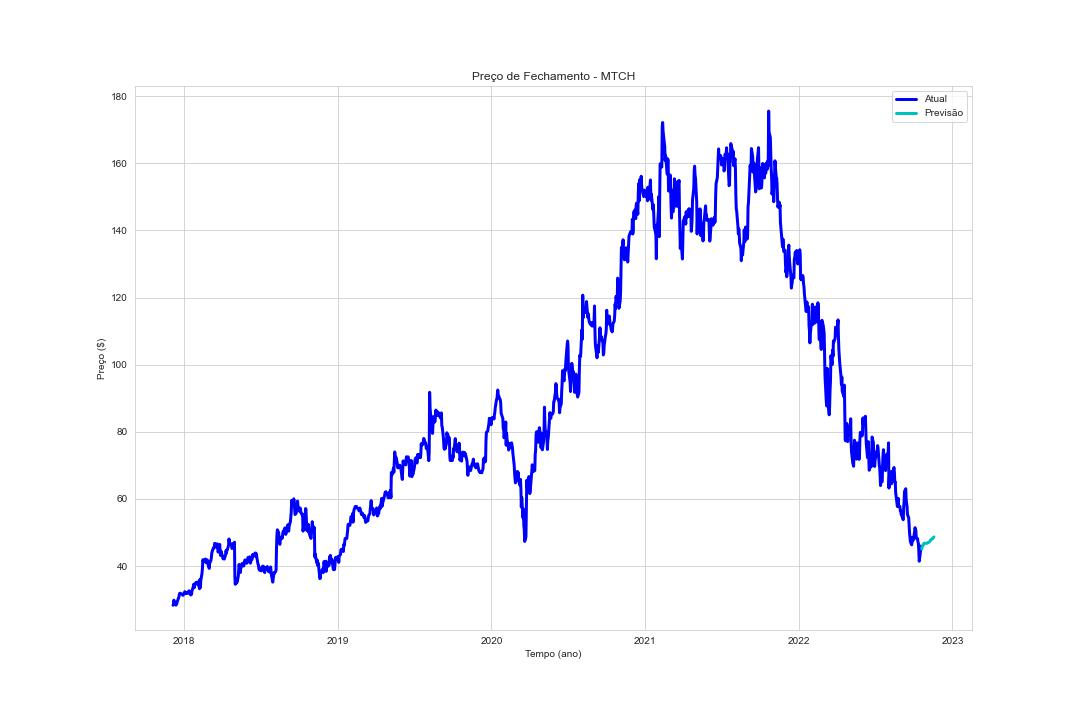 Preço de Fechamento - MTCH
Atual
Previsão
180
160
140
120
100
80
60
40
Preço ($)
2018 2019 2020 2021 2022 2023
Tempo (ano)